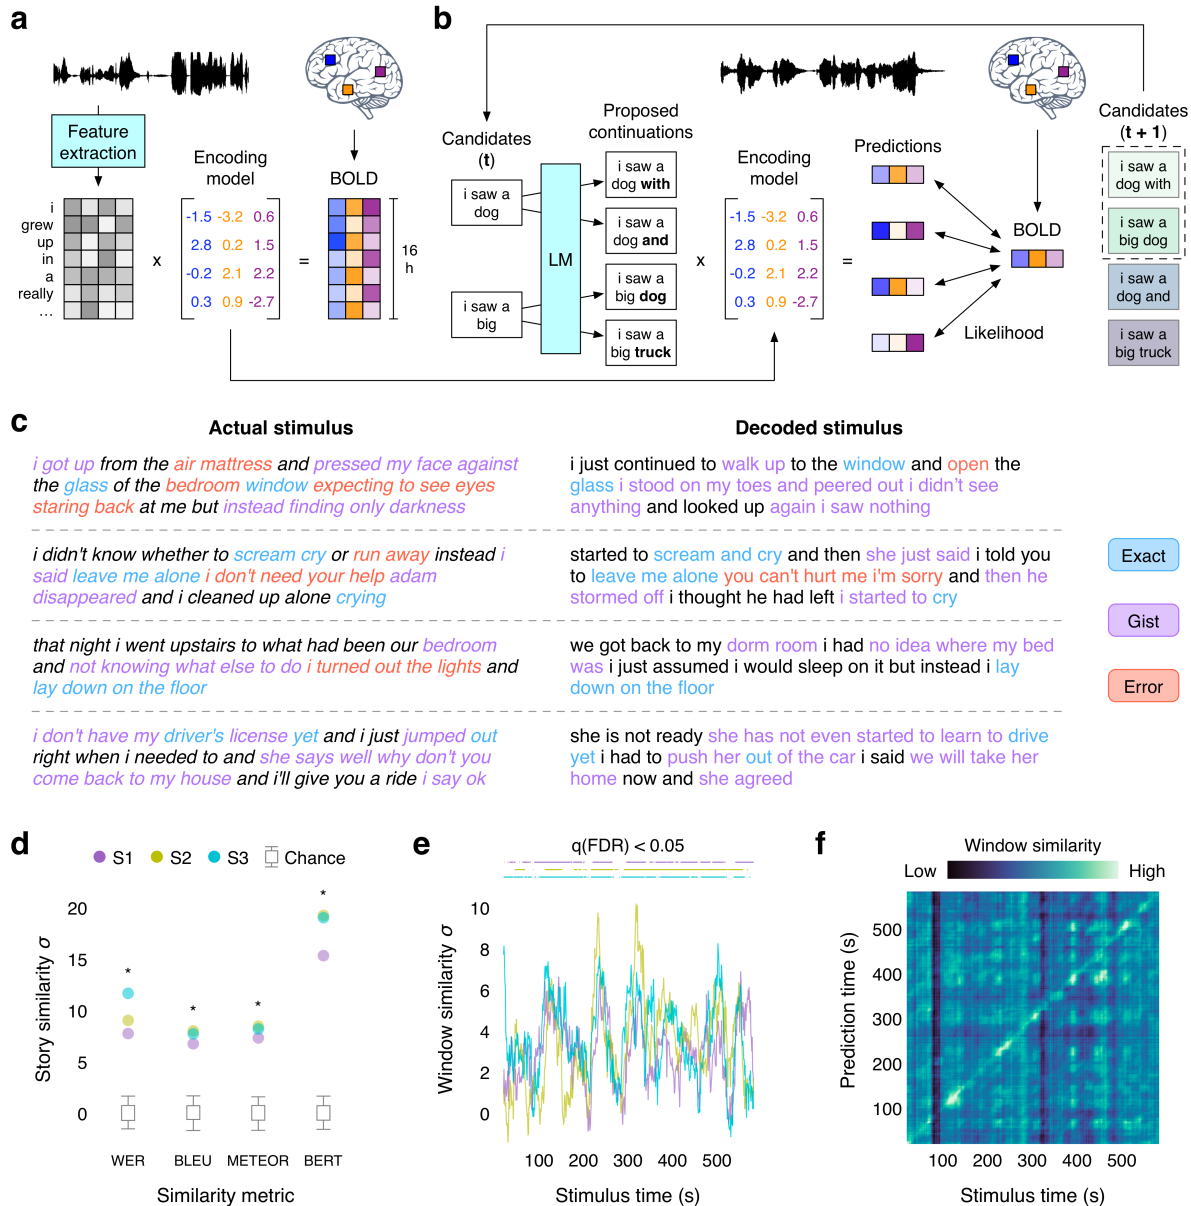 a
Feature
extraction
Encoding
model
BOLD
i
grew
up
in
a
really
...
x
-1.5 -3.2 0.6
2.8 0.2 1.5
-0.2 2.1 2.2
0.3 0.9 -2.7
=
16
h
b
Candidates
(t)
i saw a
dog
i saw a
big
LM
Proposed
continuations
i saw a
dog with
i saw a
dog and
i saw a
big dog
i saw a
big truck
x
Encoding
model
-1.5 -3.2 0.6
2.8 0.2 1.5
-0.2 2.1 2.2
0.3 0.9 -2.7
=
Predictions
BOLD
Likelihood
Candidates
(t + 1)
i saw a
dog with
i saw a
big dog
i saw a
dog and
i saw a
big truck
c
Actual stimulus
Decoded stimulus
i got up from the air mattress and pressed my face against
the glass of the bedroom window expecting to see eyes
staring back at me but instead finding only darkness
i just continued to walk up to the window and open the
glass i stood on my toes and peered out i didn't see
anything and looked up again i saw nothing
i didn't know whether to scream cry or run away instead i
said leave me alone i don't need your help adam
disappeared and i cleaned up alone crying
started to scream and cry and then she just said i told you
to leave me alone you can't hurt me i'm sorry and then he
stormed off i thought he had left i started to cry
that night i went upstairs to what had been our bedroom
and not knowing what else to do i turned out the lights and
lay down on the floor
we got back to my dorm room i had no idea where my bed
was i just assumed i would sleep on it but instead i lay
down on the floor
i don't have my driver's license yet and i just jumped out
right when i needed to and she says well why don't you
come back to my house and i'll give you a ride i say ok
she is not ready she has not even started to learn to drive
yet i had to push her out of the car i said we will take her
home now and she agreed
Exact
Gist
Error
d
S1 S2 S3 Chance
Story similarity σ
20
15
10
5
0
*
*
*
*
WER BLEU METEOR BERT
Similarity metric
e
q(FDR) < 0.05
Window similarity σ
10
8
6
4
2
0
100 200 300 400 500
Stimulus time (s)
f
Window similarity
Low High
Prediction time (s)
500
400
300
200
100
100 200 300 400 500
Stimulus time (s)